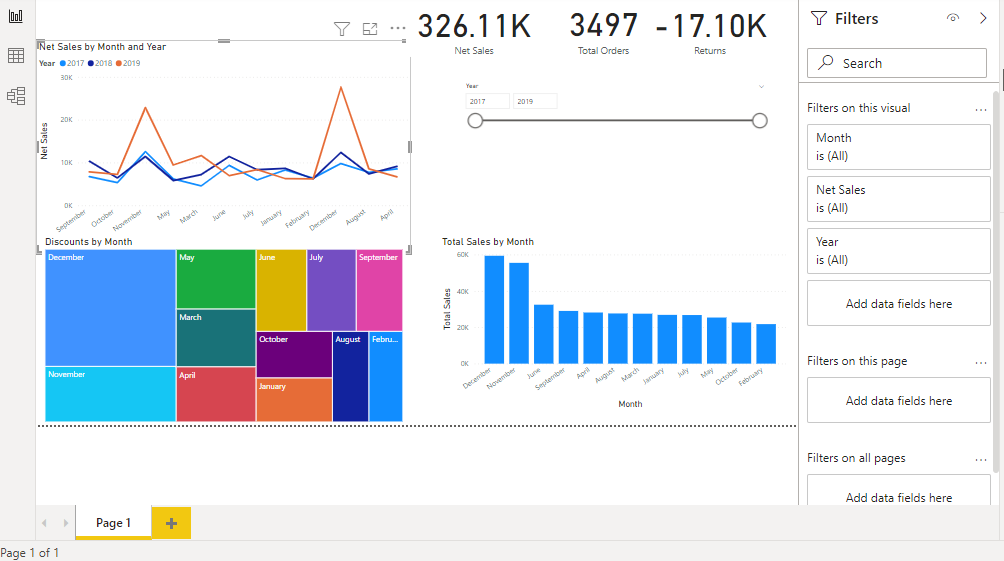 326.11K
Net Sales
3497
Total Orders
-17.10K
Returns
Net Sales by Month and Year
Year 2017 2018 2019
30K
20K
10K
0K
Net Sales
September
October
November
May
March
June
July
January
February
December
August
April
Year
2017
2019
Discounts by Month
December
November
May
March
April
June
July
September
October
January
August
Febru...
Total Sales by Month
60K
40K
20K
0K
Total Sales
December
November
June
September
April
August
March
January
July
May
October
February
Month
Filters
Search
Filters on this visual
...
Month
is (All)
Net Sales
is (All)
Year
is (All)
Add data fields here
Filters on this page
...
Add data fields here
Filters on all pages
...
Add data fields here
Page 1
Page 1 of 1